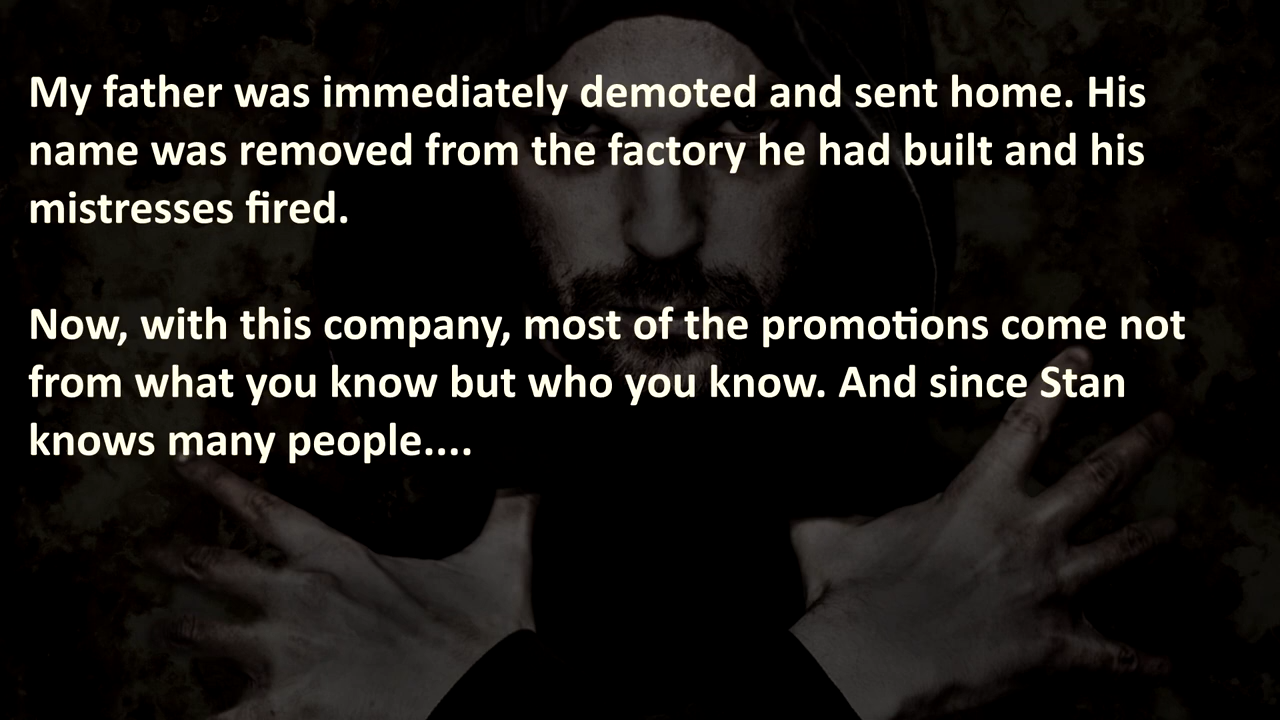 My father was immediately demoted and sent home. His
name was removed from the factory he had built and his
mistresses fired.
Now, with this company, most of the promotions come not
from what you know but who you know. And since Stan
knows many people....